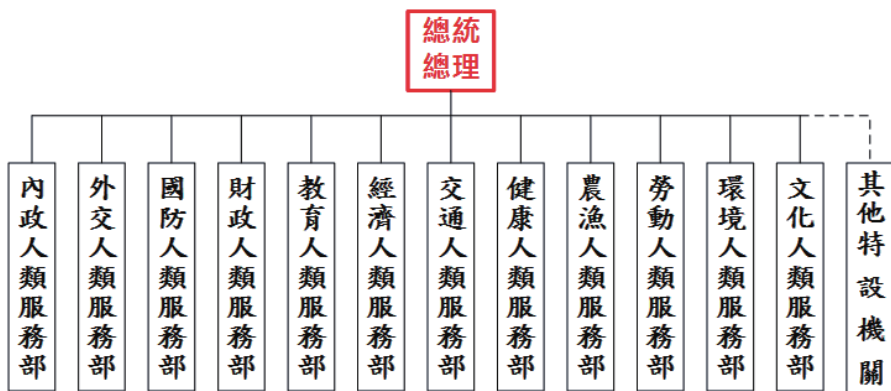 總統
總理
內政人類服務部
外交人類服務部
國防人類服務部
財政人類服務部
教育人類服務部
經濟人類服務部
交通人類服務部
健康人類服務部
農漁人類服務部
勞動人類服務部
環境人類服務部
文化人類服務部
其他特設機關